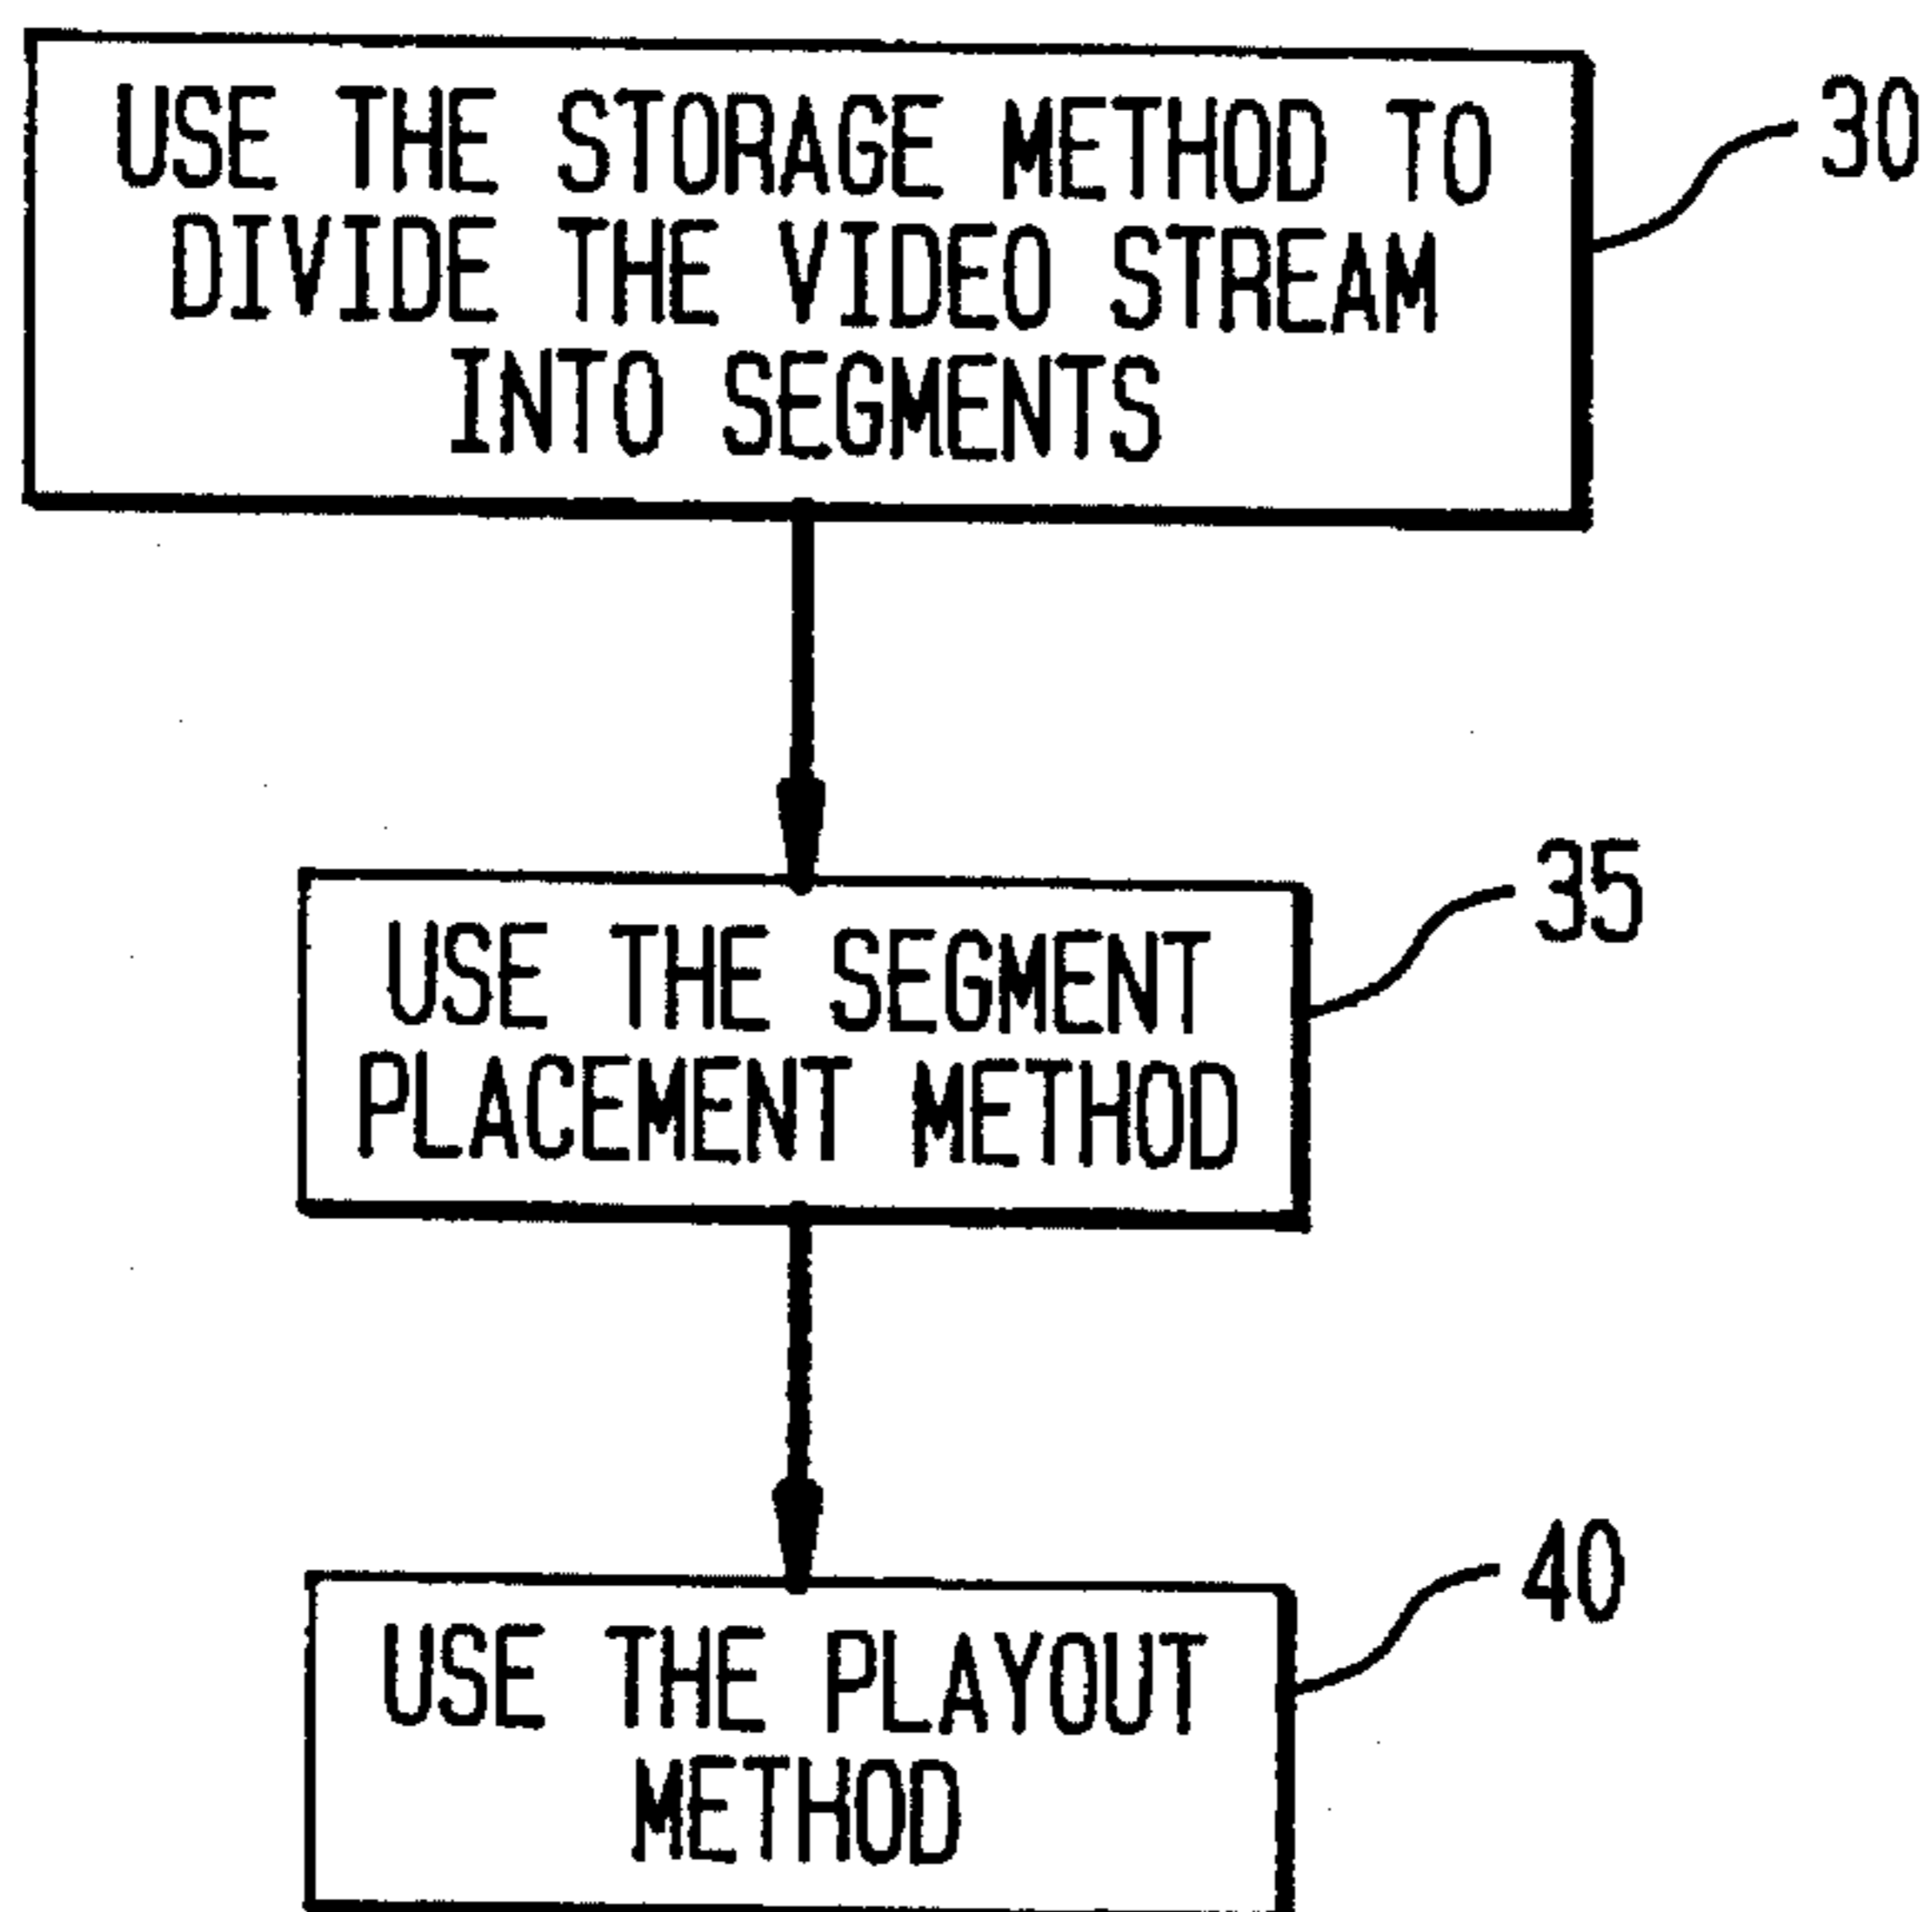 USE THE STORAGE METHOD TO
DIVIDE THE VIDEO STREAM
INTO SEGMENTS
30
USE THE SEGMENT
PLACEMENT METHOD
35
USE THE PLAYOUT
METHOD
40